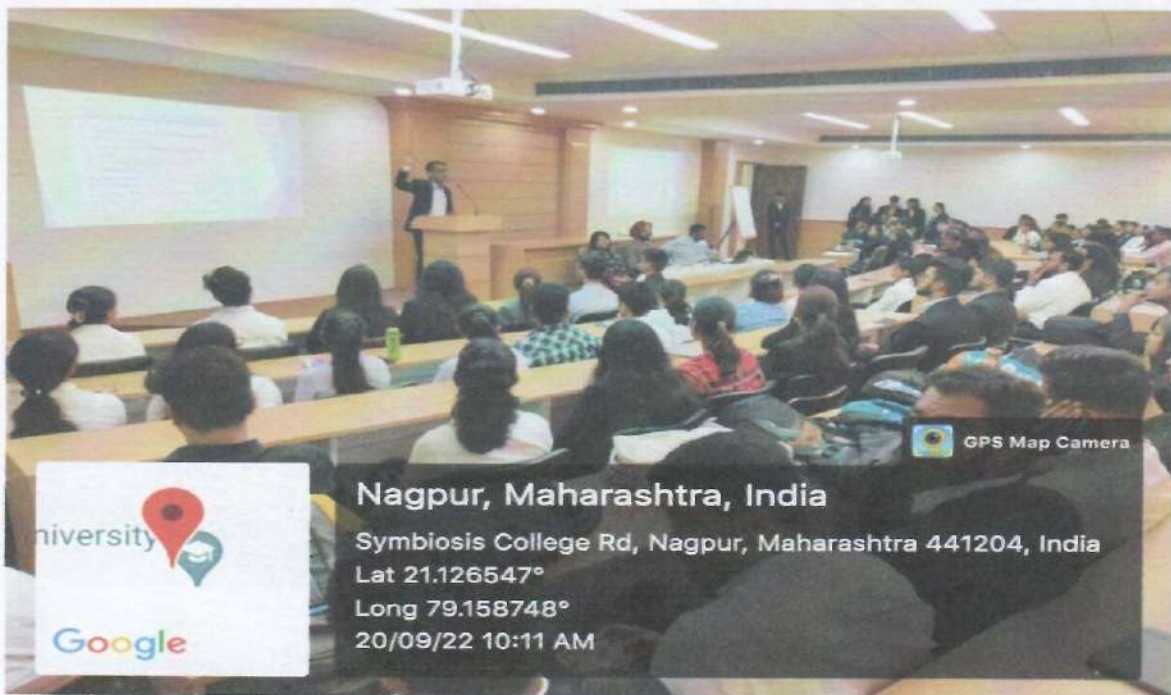 GPS Map Camera
niversity
Google
Nagpur, Maharashtra, India
Symbiosis College Rd, Nagpur, Maharashtra 441204, India
Lat 21.126547°
Long 79.158748°
20/09/22 10:11 AM